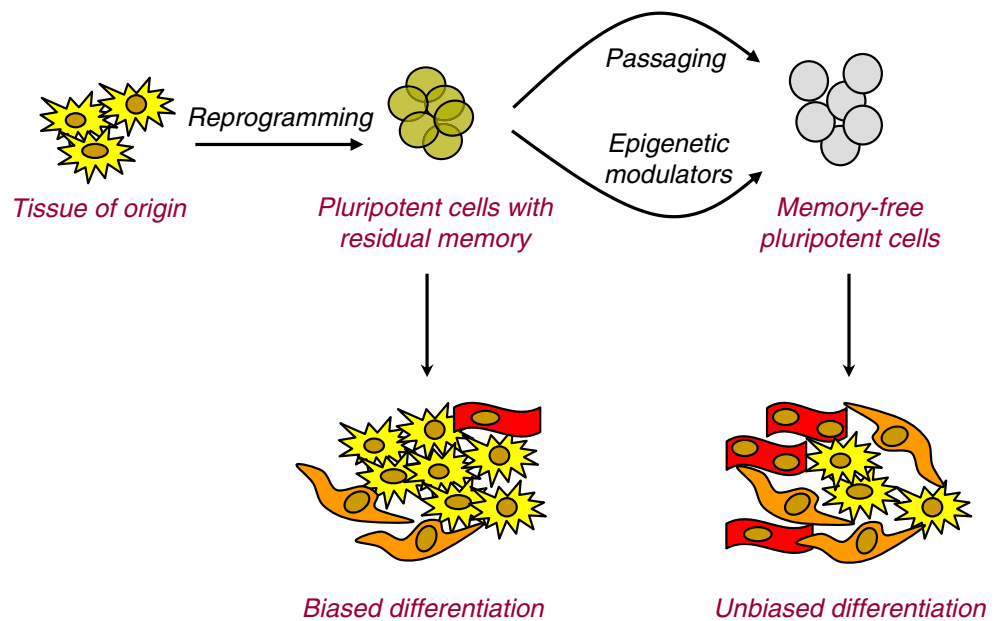 Passaging
Reprogramming
Epigenetic
modulators
Tissue of origin
Pluripotent cells with
residual memory
Memory-free
pluripotent cells
Biased differentiation
Unbiased differentiation